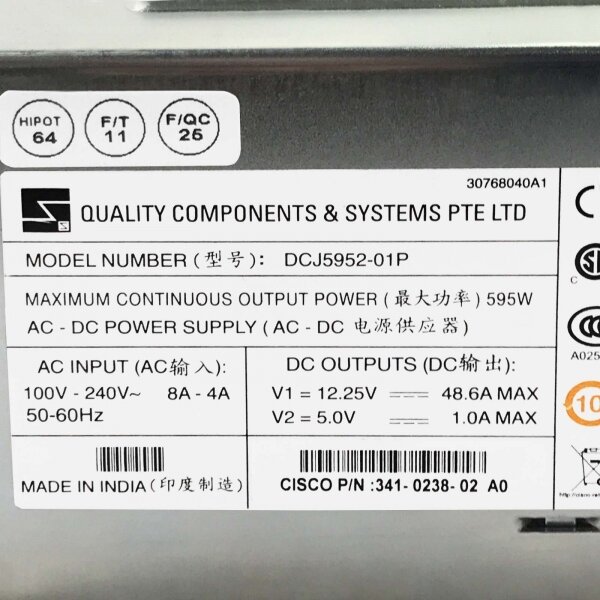 HIPOT 64
F/T 11
F/QC 25
30768040A1
QUALITY COMPONENTS & SYSTEMS PTE LTD
MODEL NUMBER (型号): DCJ5952-01P
MAXIMUM CONTINUOUS OUTPUT POWER (最大功率) 595W
AC - DC POWER SUPPLY (AC - DC 电源供应器)
AC INPUT (AC输入):
100V - 240V~ 8A - 4A
50-60Hz
DC OUTPUTS (DC输出):
V1 = 12.25V 48.6A MAX
V2 = 5.0V 1.0A MAX
C
A025
10
MADE IN INDIA (印度制造)
CISCO P/N :341- 0238- 02 A0